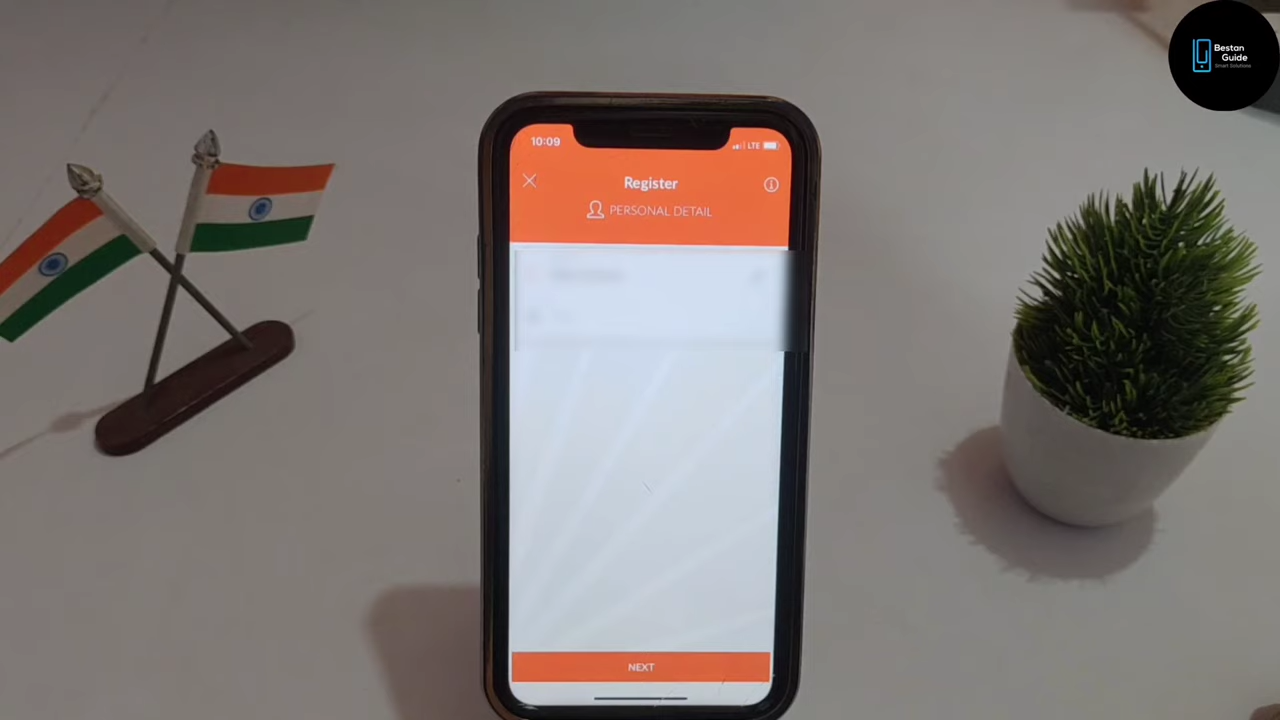 Bestan
Guide
Smart Solutions
10:09
LTE
Register
PERSONAL DETAIL
NEXT